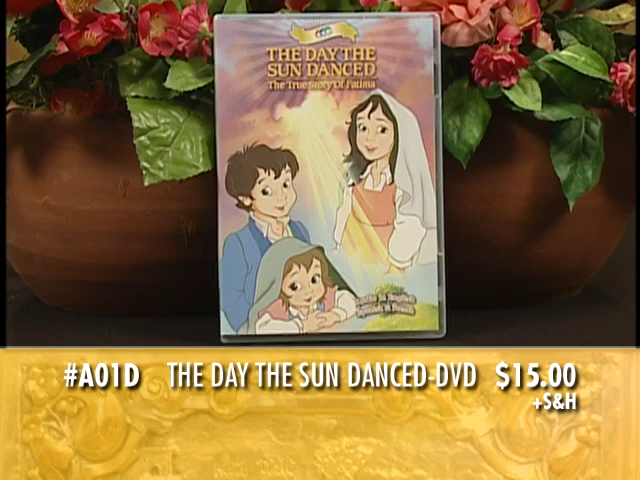 THE DAY THE
SUN DANCED
The True Story Of Fatima
#A01D THE DAY THE SUN DANCED-DVD $15.00
+S&H